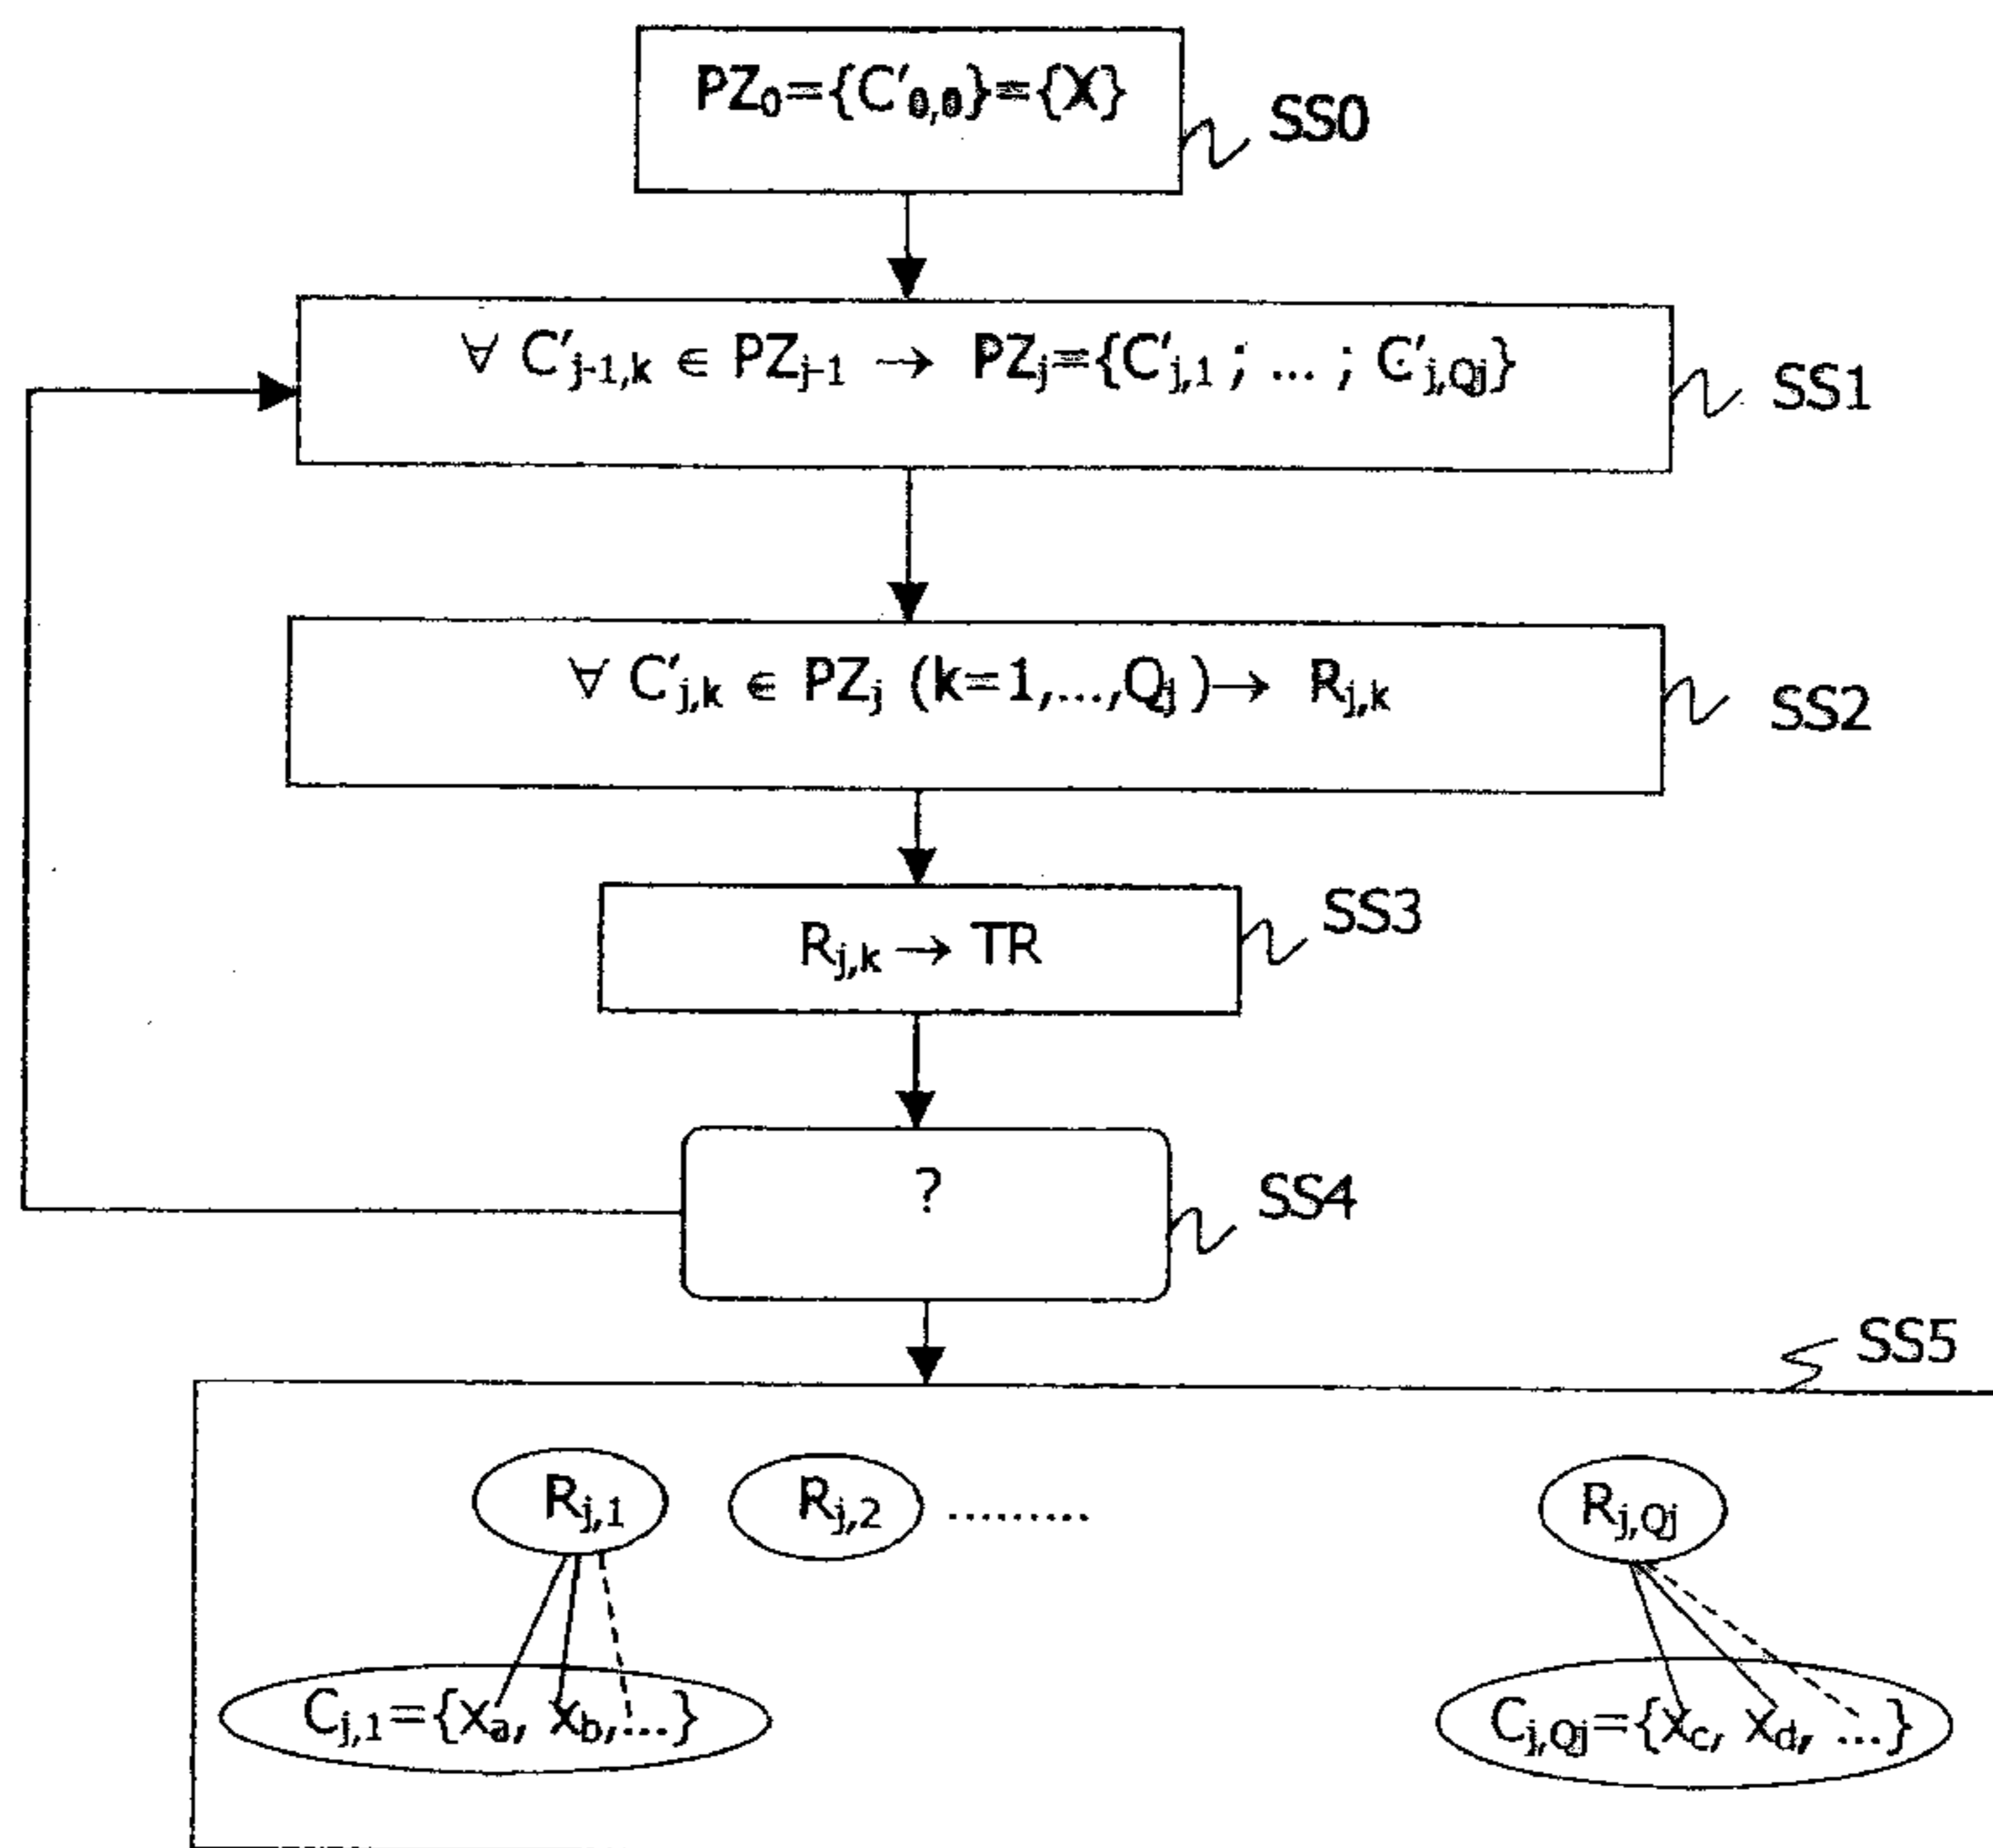 PZ₀={C'₀,₀}={X}
SS0
∀ C'ⱼ₋₁,ₖ ∈ PZⱼ₋₁ → PZⱼ={C'ⱼ,₁ ; ... ; C'j,Qj}
SS1
∀ C'ⱼ,ₖ ∈ PZⱼ (k=1,...,Qⱼ )→ Rⱼ,ₖ
SS2
Rⱼ,ₖ → TR
SS3
?
SS4
SS5
Rⱼ,₁ Rⱼ,₂ ......... Rj,Qj
Cⱼ,₁={xₐ, x_b,...} Cj,Qj={x_c, x_d, ...}